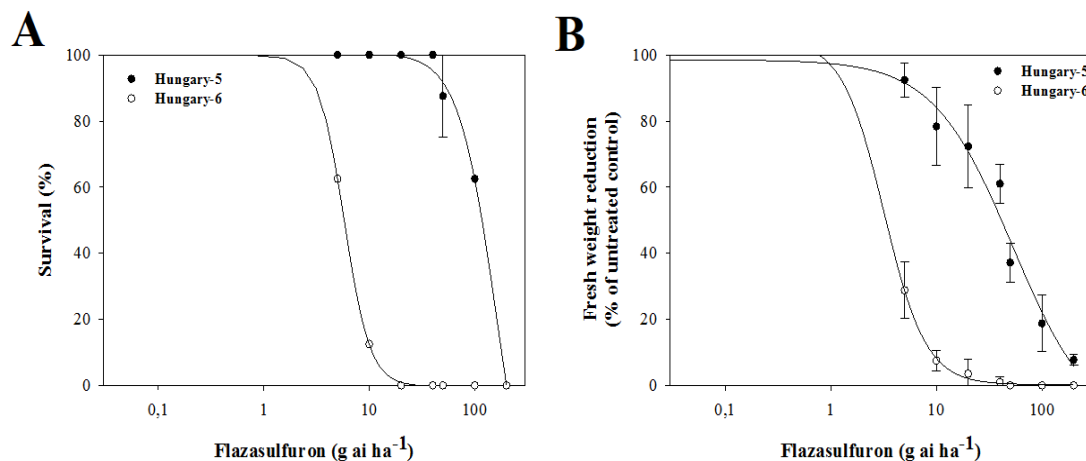 A
Survival (%)
100
80
60
40
20
0
Hungary-5
Hungary-6
0,1
1
10
100
Flazasulfuron (g ai ha⁻¹)
B
Fresh weight reduction
(% of untreated control)
100
80
60
40
20
0
Hungary-5
Hungary-6
0,1
1
10
100
Flazasulfuron (g ai ha⁻¹)